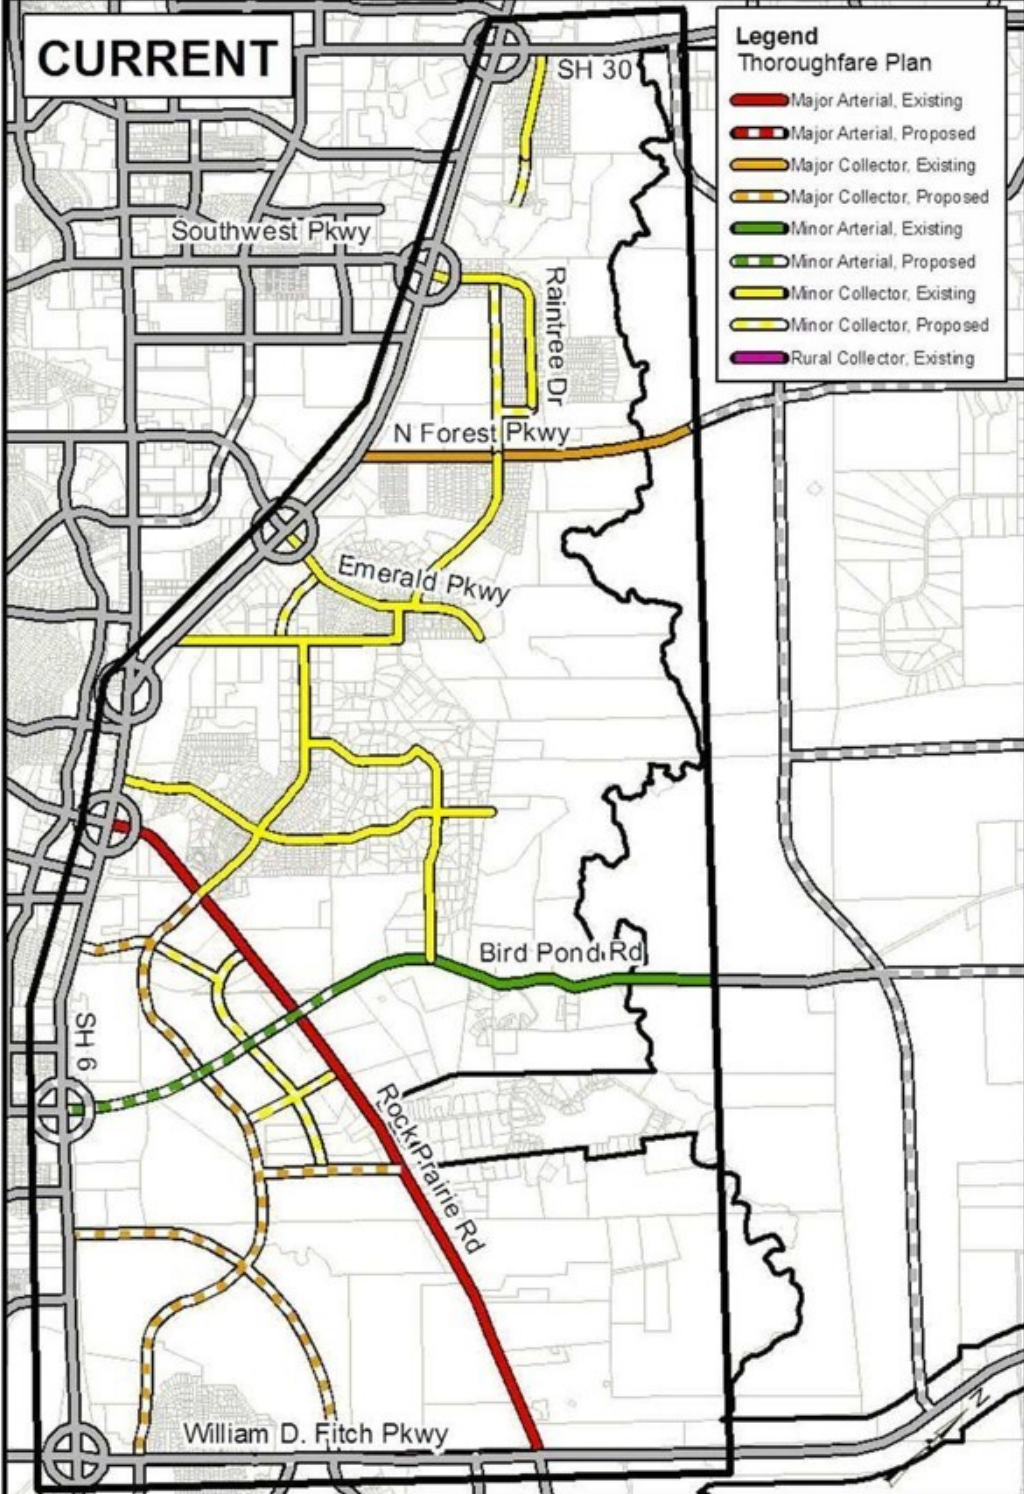 CURRENT
SH 30
Legend
Thoroughfare Plan
Major Arterial, Existing
Major Arterial, Proposed
Major Collector, Existing
Major Collector, Proposed
Minor Arterial, Existing
Minor Arterial, Proposed
Minor Collector, Existing
Minor Collector, Proposed
Rural Collector, Existing
Southwest Pkwy
Raintree Dr
N Forest Pkwy
Emerald Pkwy
Bird Pond Rd
SH 6
Rock Prairie Rd
William D. Fitch Pkwy
N